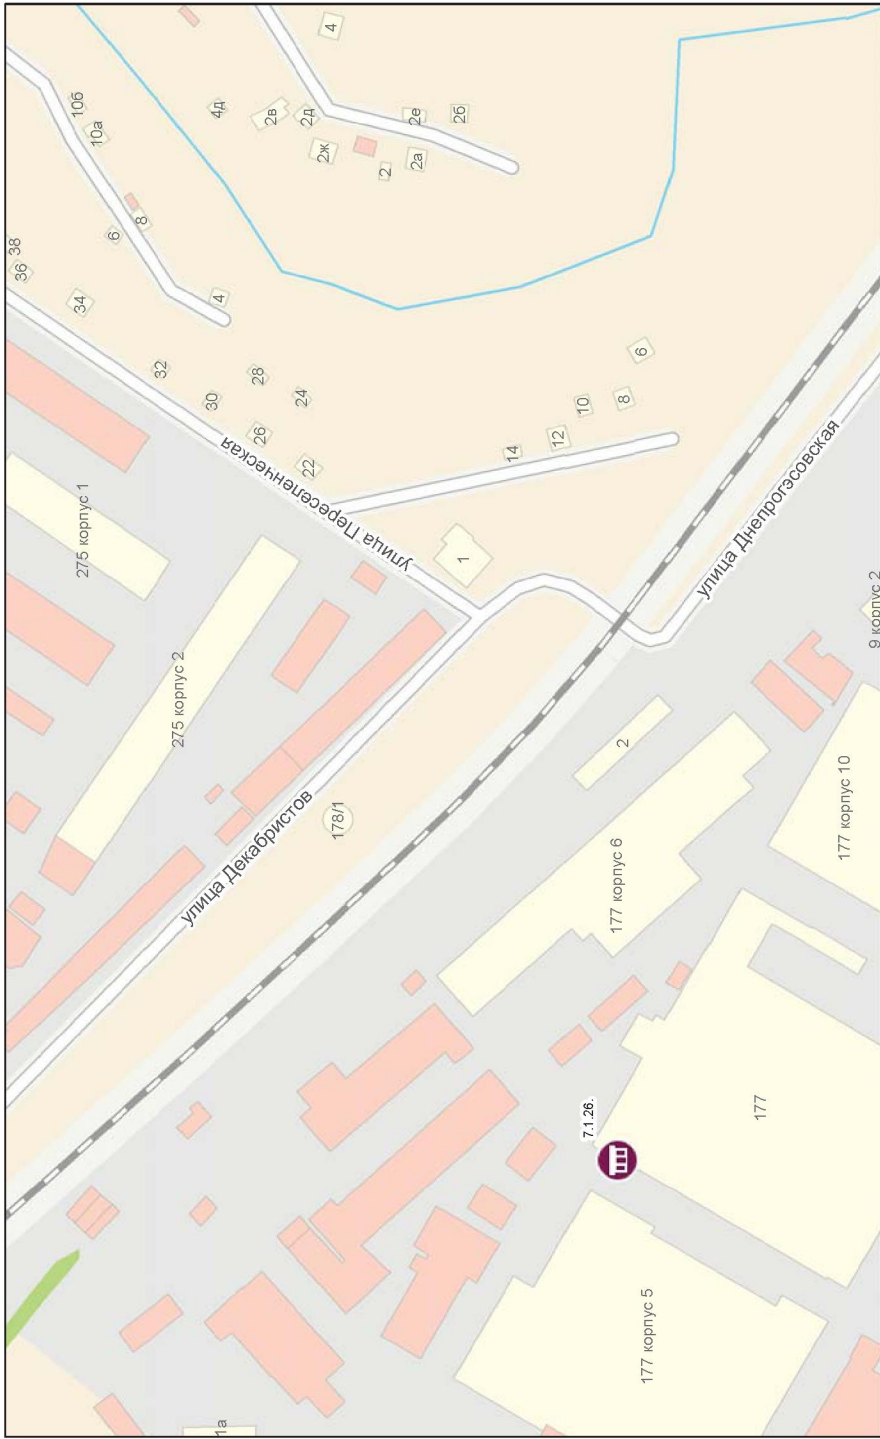 38
36
275 корпус 1
34
10б
10а
6
8
32
275 корпус 2
30
4
4д
1а
улица Декабристов
28
26
2в
24
22
2д
улица Переселенческая
2ж
4
178/1
2
2е
2а
2б
1
14
12
10
7.1.26.
177 корпус 6
2
8
6
177 корпус 5
177
улица Днепрогэсовская
177 корпус 10
9 корпус 2